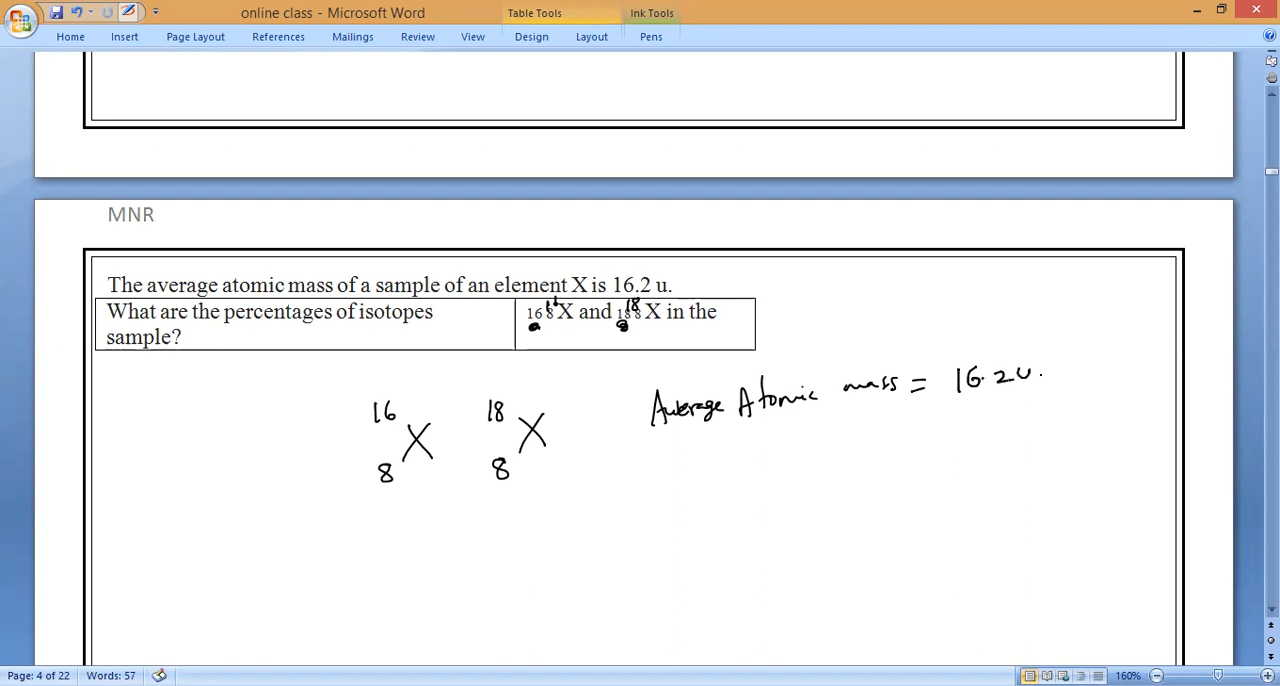 online class - Microsoft Word
Table Tools
Ink Tools
Home Insert Page Layout References Mailings Review View Design Layout Pens
MNR
The average atomic mass of a sample of an element X is 16.2 u.
What are the percentages of isotopes 16 8 X and 18 8 X in the
sample?
16 8 X 18 8 X
Average Atomic mass = 16.2u.
Page: 4 of 22 Words: 57 160%